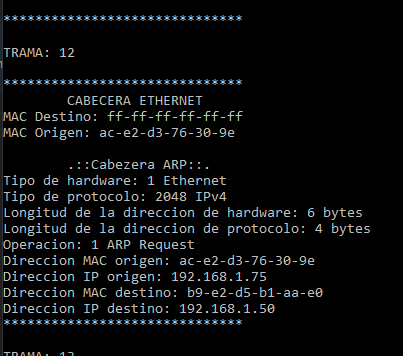 ******************************
TRAMA: 12
******************************
CABECERA ETHERNET
MAC Destino: ff-ff-ff-ff-ff-ff
MAC Origen: ac-e2-d3-76-30-9e
.::Cabezera ARP::.
Tipo de hardware: 1 Ethernet
Tipo de protocolo: 2048 IPv4
Longitud de la direccion de hardware: 6 bytes
Longitud de la direccion de protocolo: 4 bytes
Operacion: 1 ARP Request
Direccion MAC origen: ac-e2-d3-76-30-9e
Direccion IP origen: 192.168.1.75
Direccion MAC destino: b9-e2-d5-b1-aa-e0
Direccion IP destino: 192.168.1.50
******************************
TRAMA: 13